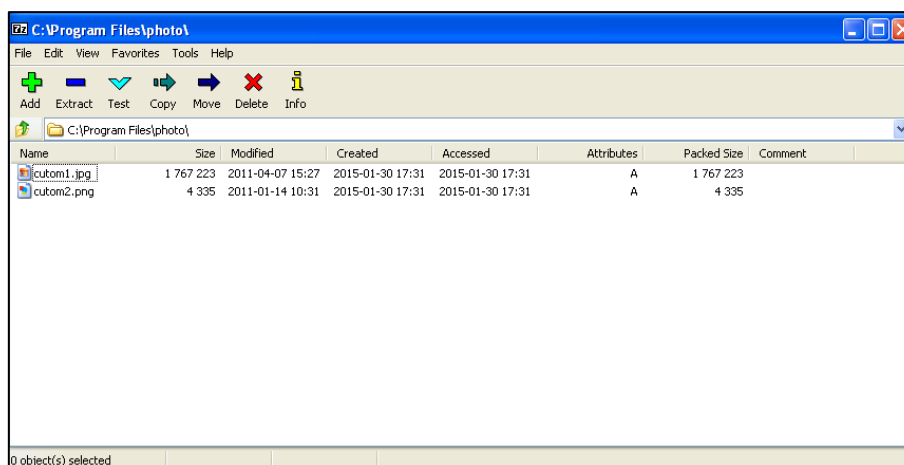 7z C:\Program Files\photo\
File Edit View Favorites Tools Help
Add Extract Test Copy Move Delete Info
C:\Program Files\photo\
Name Size Modified Created Accessed Attributes Packed Size Comment
cutom1.jpg 1 767 223 2011-04-07 15:27 2015-01-30 17:31 2015-01-30 17:31 A 1 767 223
cutom2.png 4 335 2011-01-14 10:31 2015-01-30 17:31 2015-01-30 17:31 A 4 335
0 object(s) selected